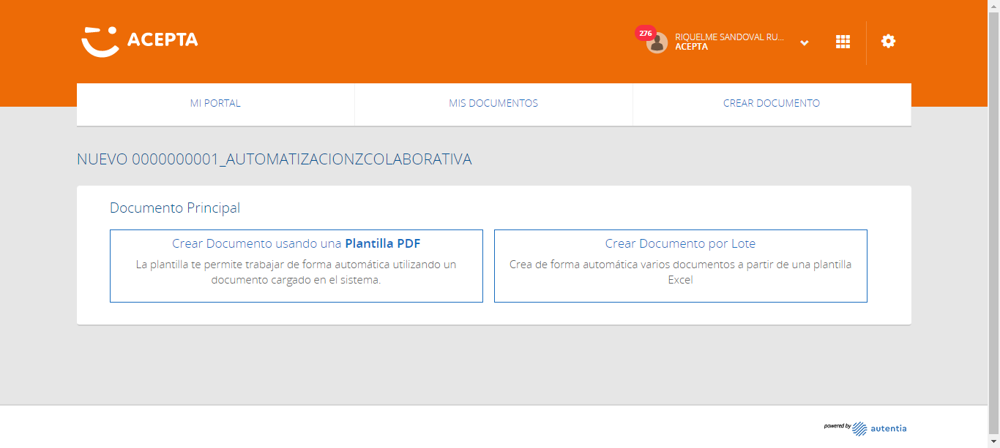 ACEPTA
276
RIQUELME SANDOVAL RU...
ACEPTA
MI PORTAL
MIS DOCUMENTOS
CREAR DOCUMENTO
NUEVO 0000000001_AUTOMATIZACIONZCOLABORATIVA
Documento Principal
Crear Documento usando una Plantilla PDF
La plantilla te permite trabajar de forma automática utilizando un
documento cargado en el sistema.
Crear Documento por Lote
Crea de forma automática varios documentos a partir de una plantilla
Excel
powered by autentia